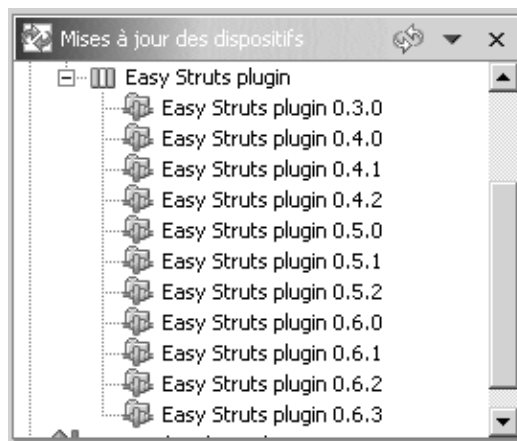 Mises à jour des dispositifs
Easy Struts plugin
Easy Struts plugin 0.3.0
Easy Struts plugin 0.4.0
Easy Struts plugin 0.4.1
Easy Struts plugin 0.4.2
Easy Struts plugin 0.5.0
Easy Struts plugin 0.5.1
Easy Struts plugin 0.5.2
Easy Struts plugin 0.6.0
Easy Struts plugin 0.6.1
Easy Struts plugin 0.6.2
Easy Struts plugin 0.6.3